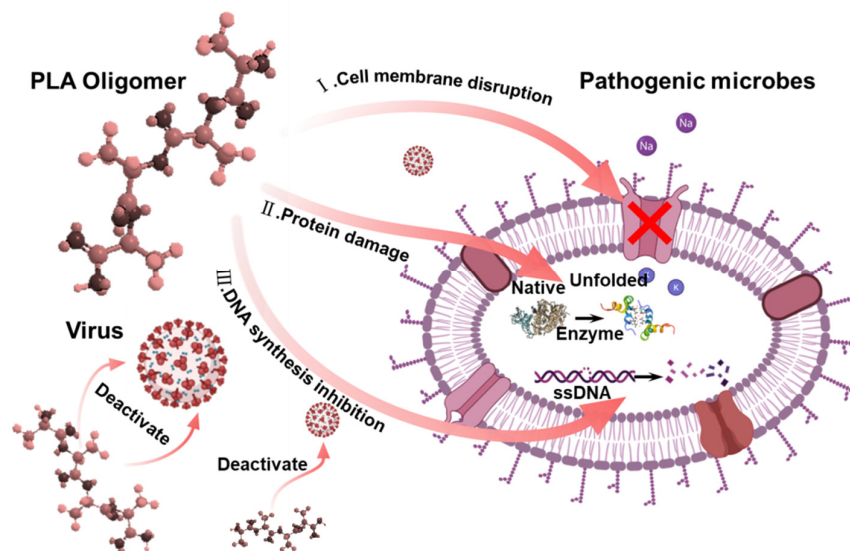 PLA Oligomer
Ⅰ.Cell membrane disruption
Pathogenic microbes
Na
Na
Ⅱ.Protein damage
Ⅲ.DNA synthesis inhibition
Native
Unfolded
K
Enzyme
ssDNA
Virus
Deactivate
Deactivate